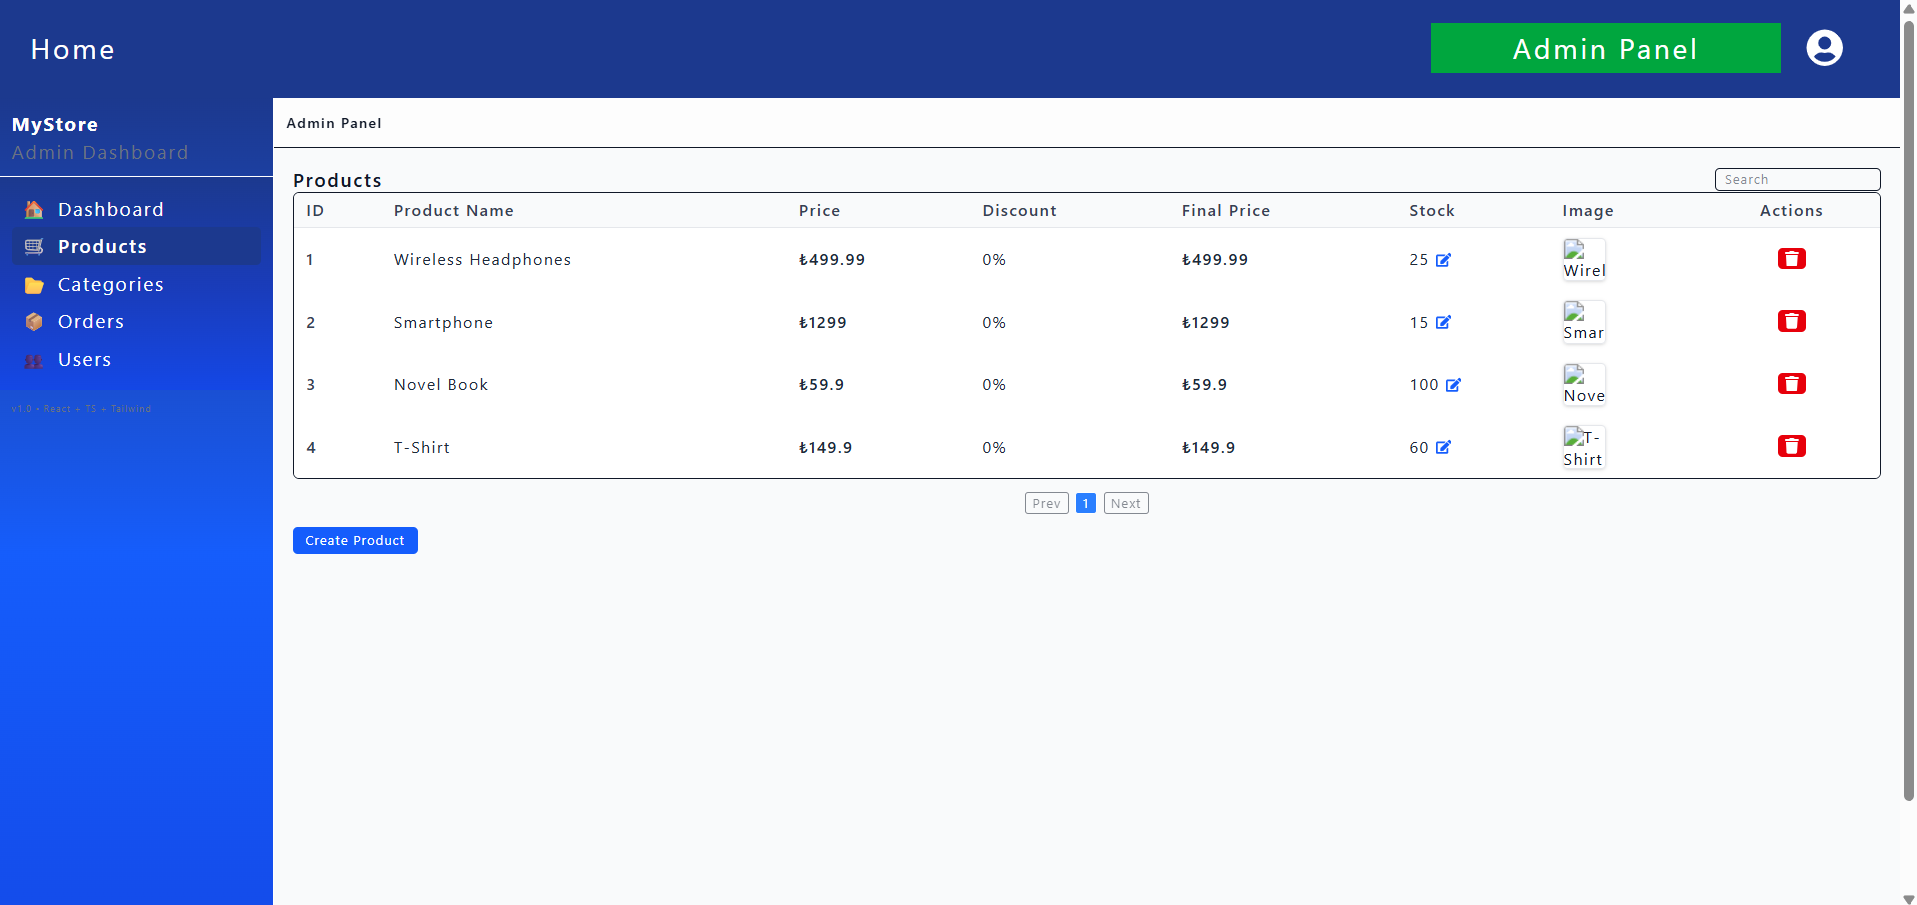 Home
Admin Panel
MyStore
Admin Dashboard
Dashboard
Products
Categories
Orders
Users
v1.0 • React + TS + Tailwind
Admin Panel
Products
Search
ID Product Name Price Discount Final Price Stock Image Actions
1 Wireless Headphones ₺499.99 0% ₺499.99 25 Wirel
2 Smartphone ₺1299 0% ₺1299 15 Smar
3 Novel Book ₺59.9 0% ₺59.9 100 Nove
4 T-Shirt ₺149.9 0% ₺149.9 60 T-
Shirt
Prev 1 Next
Create Product